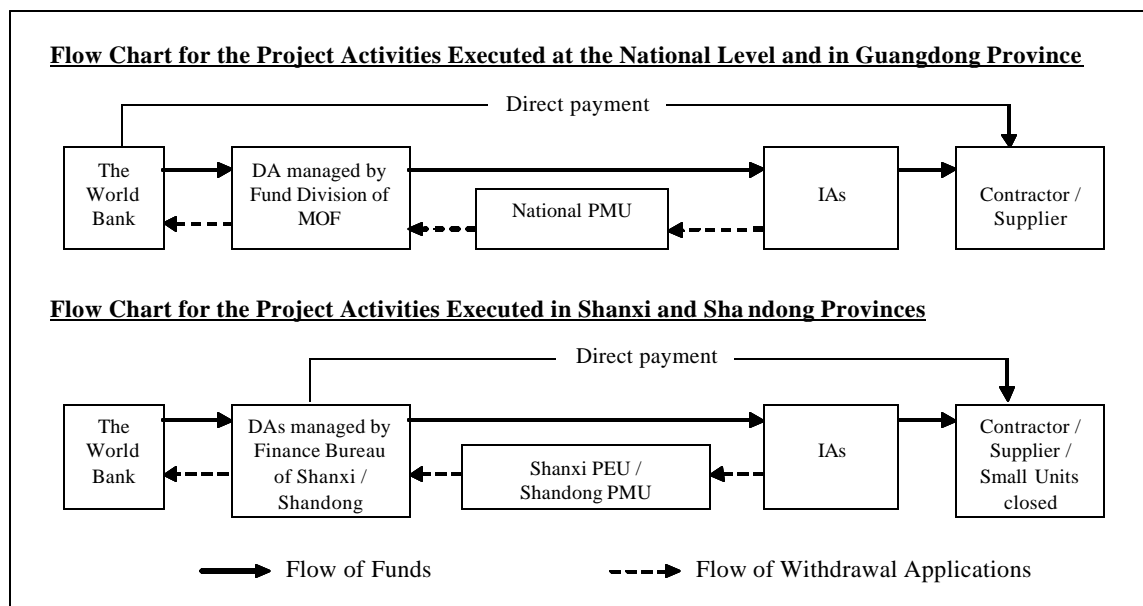 Flow Chart for the Project Activities Executed at the National Level and in Guangdong Province
Direct payment
The
World
Bank
DA managed by
Fund Division of
MOF
National PMU
IAs
Contractor /
Supplier
Flow Chart for the Project Activities Executed in Shanxi and Shandong Provinces
Direct payment
The
World
Bank
DAs managed by
Finance Bureau
of Shanxi /
Shandong
Shanxi PEU /
Shandong PMU
IAs
Contractor /
Supplier /
Small Units
closed
Flow of Funds
Flow of Withdrawal Applications